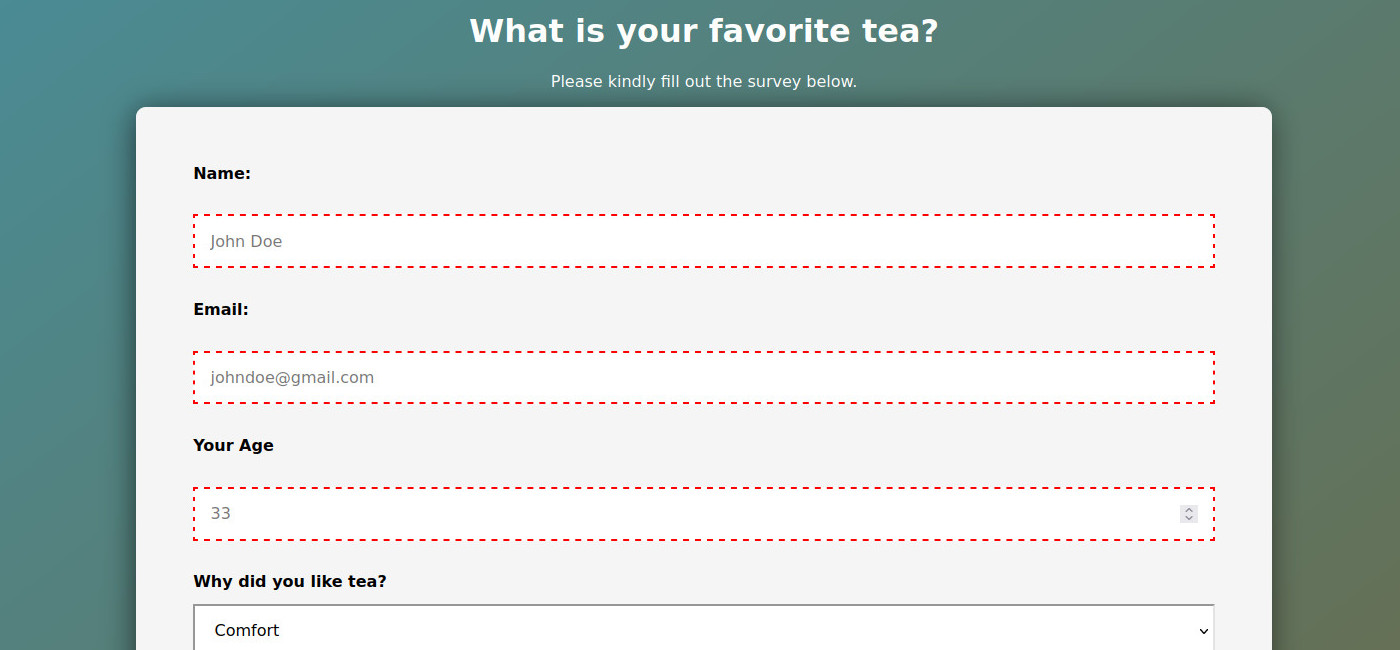 What is your favorite tea?
Please kindly fill out the survey below.
Name:
John Doe
Email:
johndoe@gmail.com
Your Age
33
Why did you like tea?
Comfort